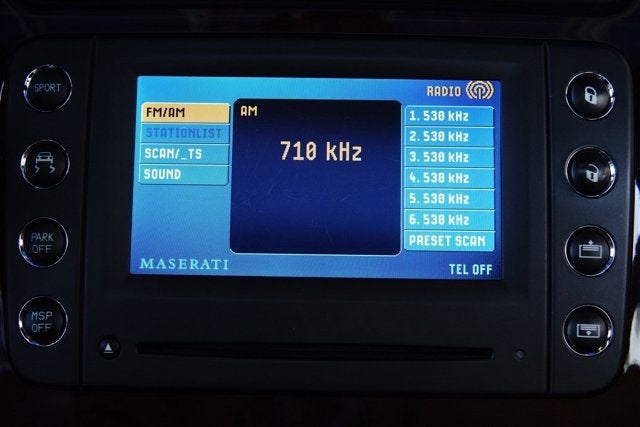 SPORT
PARK
OFF
MSP
OFF
RADIO
FM/AM
STATIONLIST
SCAN/_TS
SOUND
AM
710 kHz
1. 530 kHz
2. 530 kHz
3. 530 kHz
4. 530 kHz
5. 530 kHz
6. 530 kHz
PRESET SCAN
MASERATI
TEL OFF